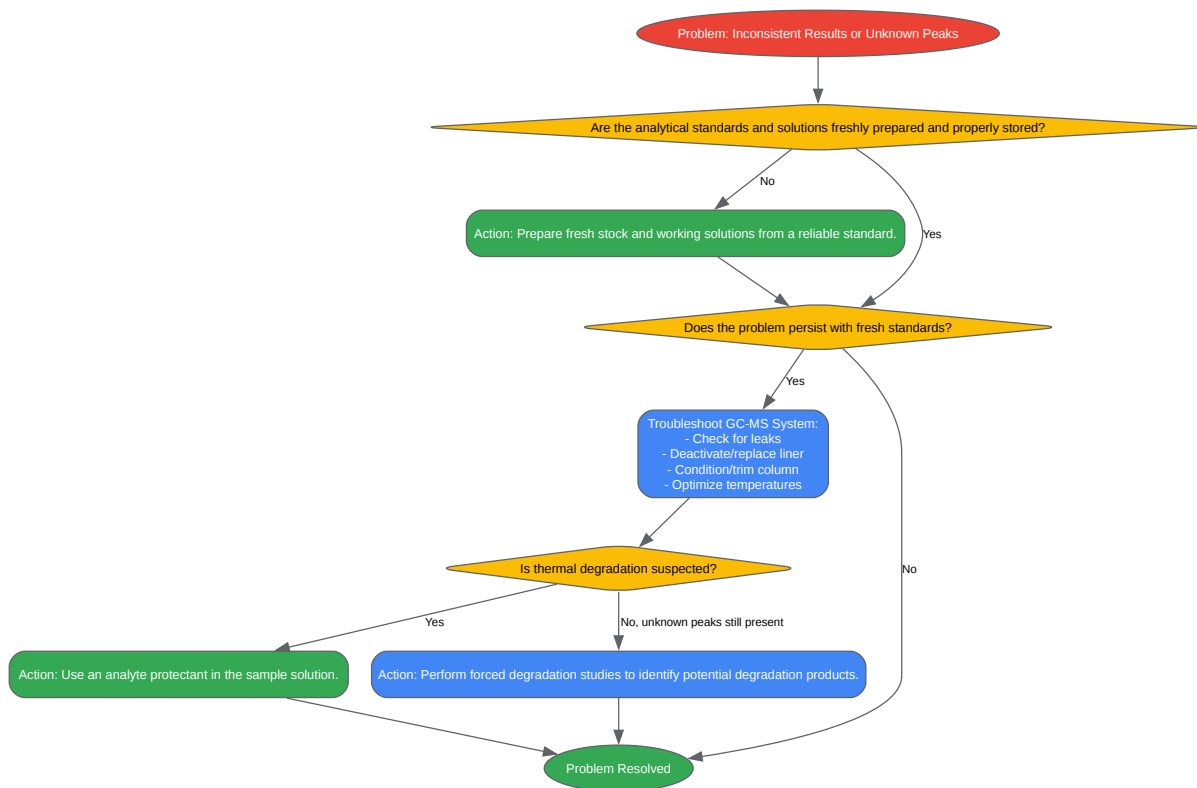 Problem: Inconsistent Results or Unknown Peaks
Are the analytical standards and solutions freshly prepared and properly stored?
No
Action: Prepare fresh stock and working solutions from a reliable standard.
Yes
Does the problem persist with fresh standards?
Yes
Troubleshoot GC-MS System:
- Check for leaks
- Deactivate/replace liner
- Condition/trim column
- Optimize temperatures
Is thermal degradation suspected?
No
Yes
No, unknown peaks still present
Action: Use an analyte protectant in the sample solution.
Action: Perform forced degradation studies to identify potential degradation products.
Problem Resolved